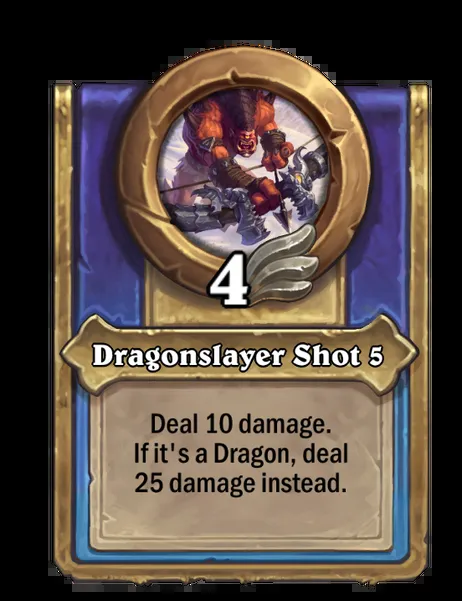 4
Dragonslayer Shot 5
Deal 10 damage.
If it's a Dragon, deal
25 damage instead.